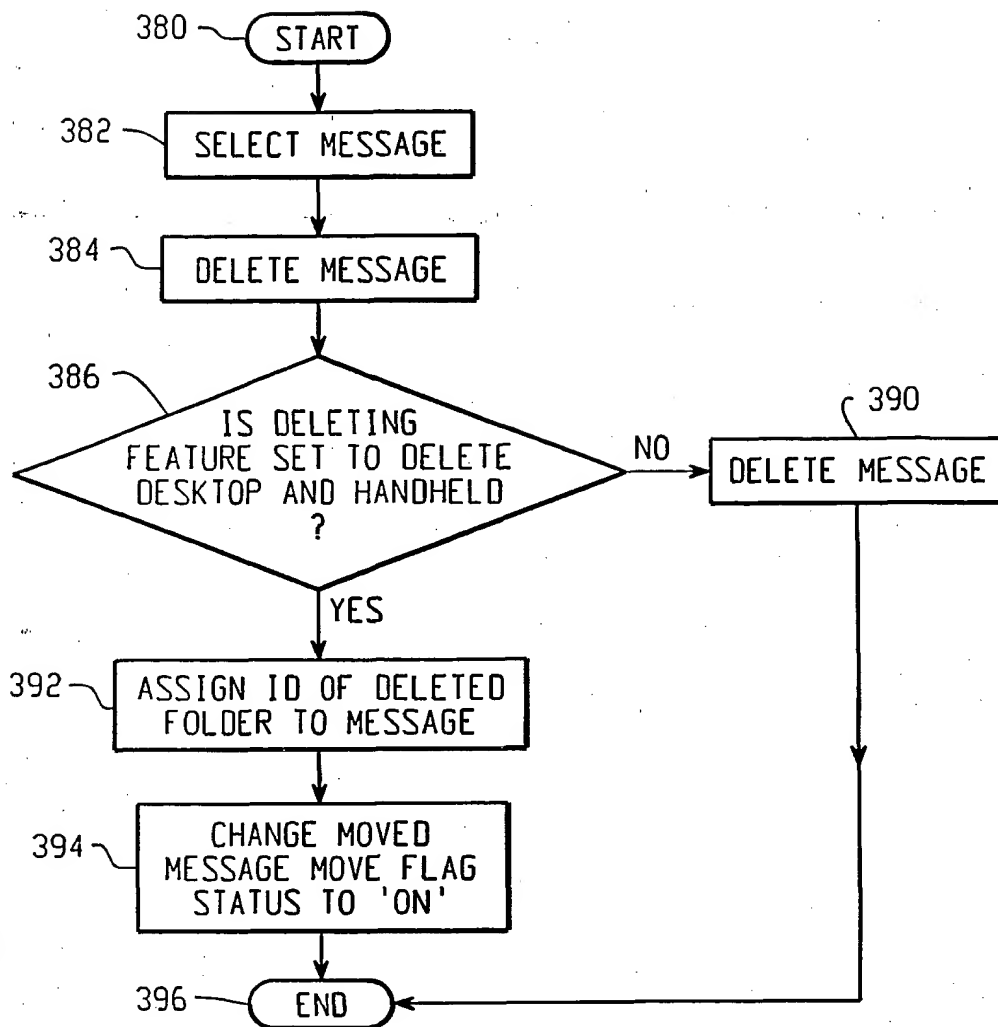 380
START
382
SELECT MESSAGE
384
DELETE MESSAGE
386
IS DELETING
FEATURE SET TO DELETE
DESKTOP AND HANDHELD
?
NO
390
DELETE MESSAGE
YES
392
ASSIGN ID OF DELETED
FOLDER TO MESSAGE
394
CHANGE MOVED
MESSAGE MOVE FLAG
STATUS TO 'ON'
396
END